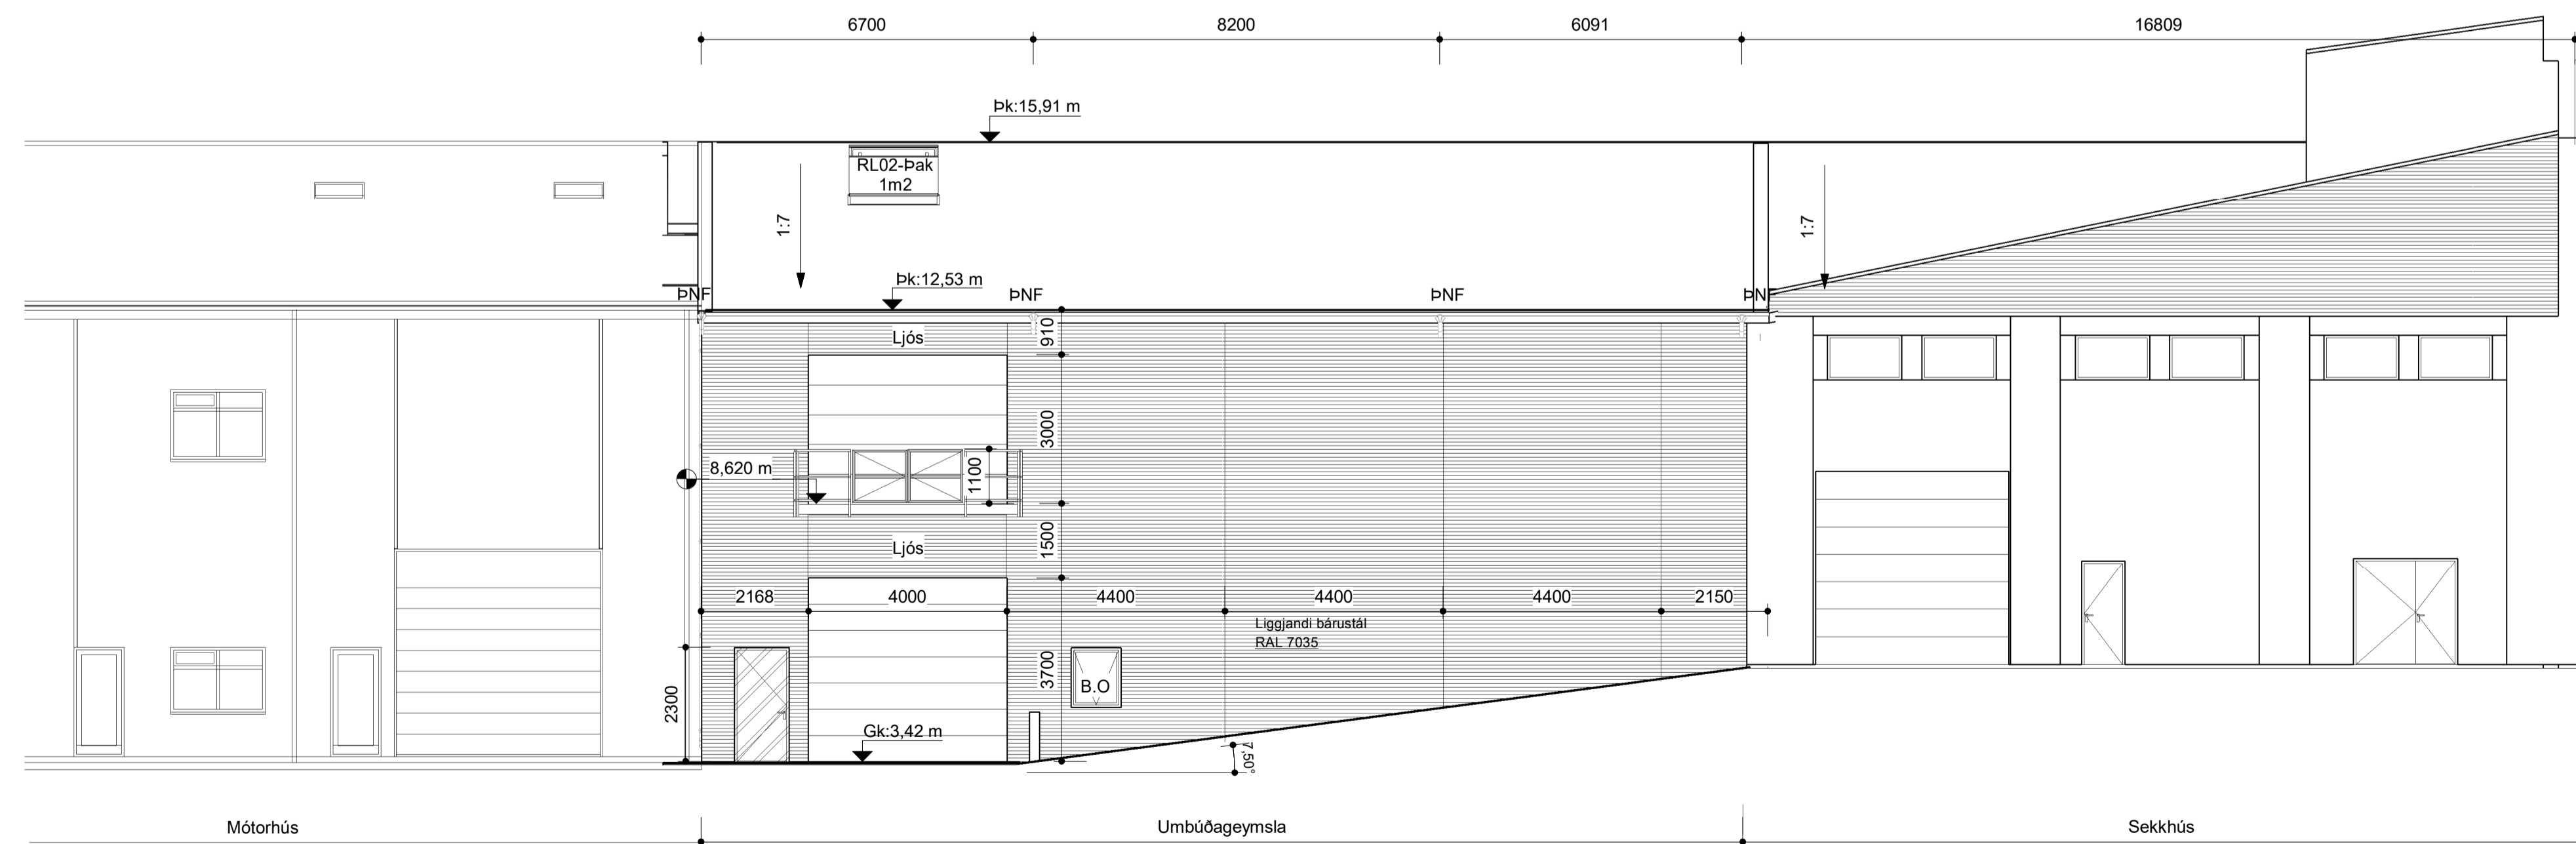 6700
8200
6091
16809
Þk:15,91 m
RL02-Þak
1m2
1:7
1:7
Þk:12,53 m
ÞNF
ÞNF
ÞNF
910
Ljós
3000
8,620 m
1100
1500
Ljós
2168
4000
4400
4400
4400
2150
Liggjandi bárustál
RAL 7035
2300
3700
B.O
Gk:3,42 m
7,50°
Mótorhús
Umbúðageymsla
Sekkhús